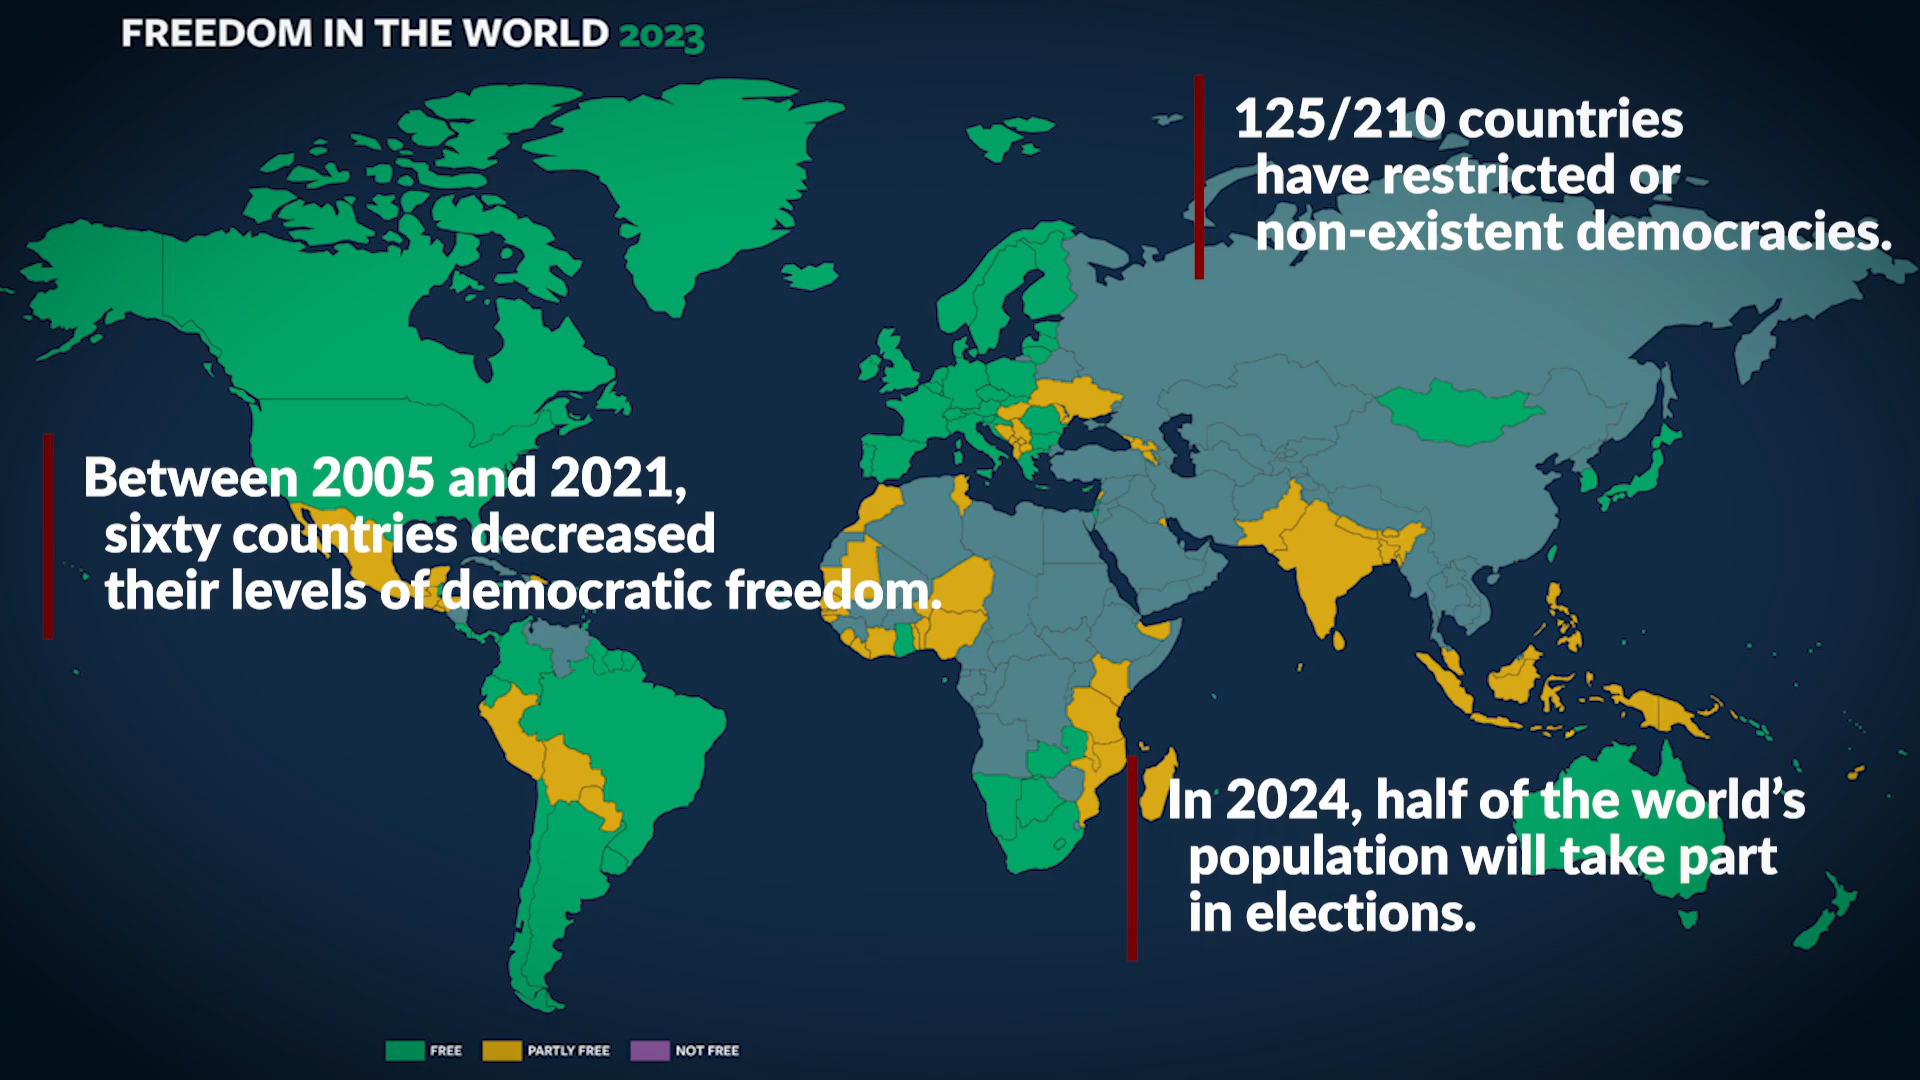 FREEDOM IN THE WORLD 2023
125/210 countries
have restricted or
non-existent democracies.
Between 2005 and 2021,
sixty countries decreased
their levels of democratic freedom.
In 2024, half of the world’s
population will take part
in elections.
FREE
PARTLY FREE
NOT FREE